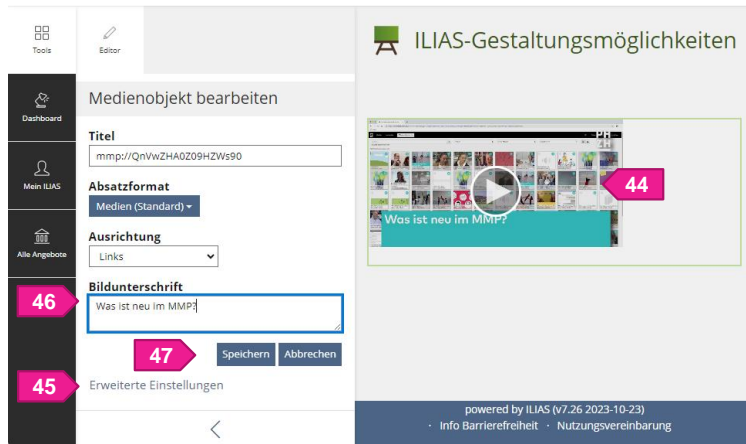 Tools
Editor
ILIAS-Gestaltungsmöglichkeiten
Dashboard
Medienobjekt bearbeiten
Titel
mmp://QnVwZHA0Z09HZWs90
Mein ILIAS
Absatzformat
Medien (Standard)
44
Ausrichtung
Was ist neu im MMP?
Alle Angebote
Links
Bildunterschrift
46
Was ist neu im MMP?
47
Speichern Abbrechen
45
Erweiterte Einstellungen
powered by ILIAS (v7.26 2023-10-23)
· Info Barrierefreiheit · Nutzungsvereinbarung